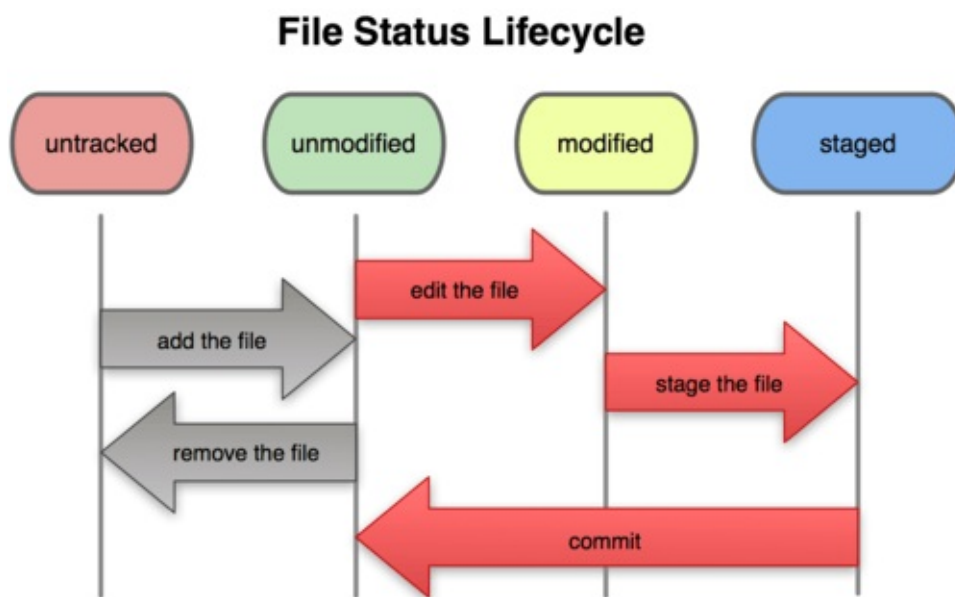 File Status Lifecycle
untracked
unmodified
modified
staged
edit the file
add the file
stage the file
remove the file
commit